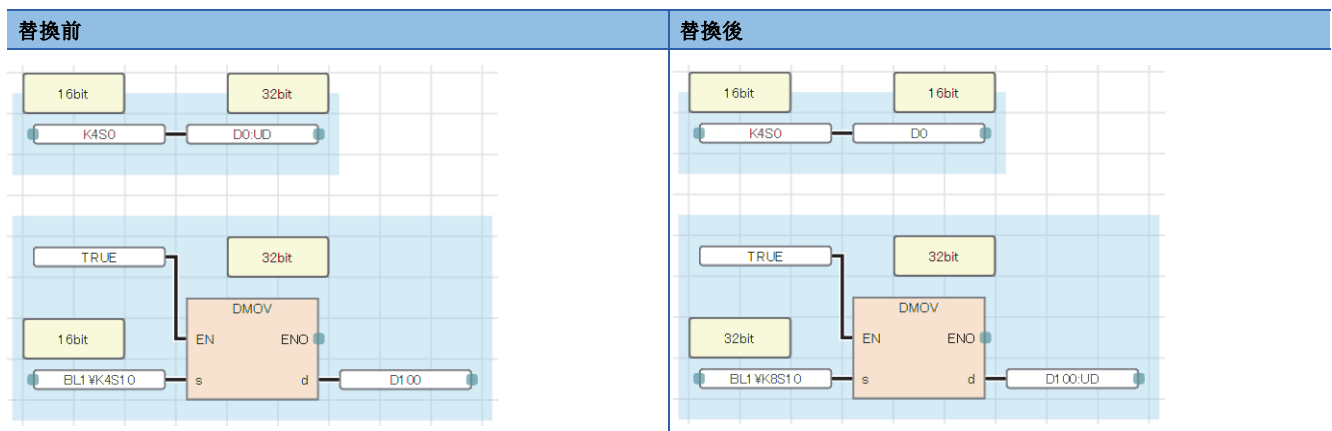 替換前
16bit 32bit
K4S0 D0:UD
TRUE 32bit
DMOV
16bit EN ENO
BL1¥K4S10 s d D100
替換後
16bit 16bit
K4S0 D0
TRUE 32bit
DMOV
32bit EN ENO
BL1¥K8S10 s d D100:UD